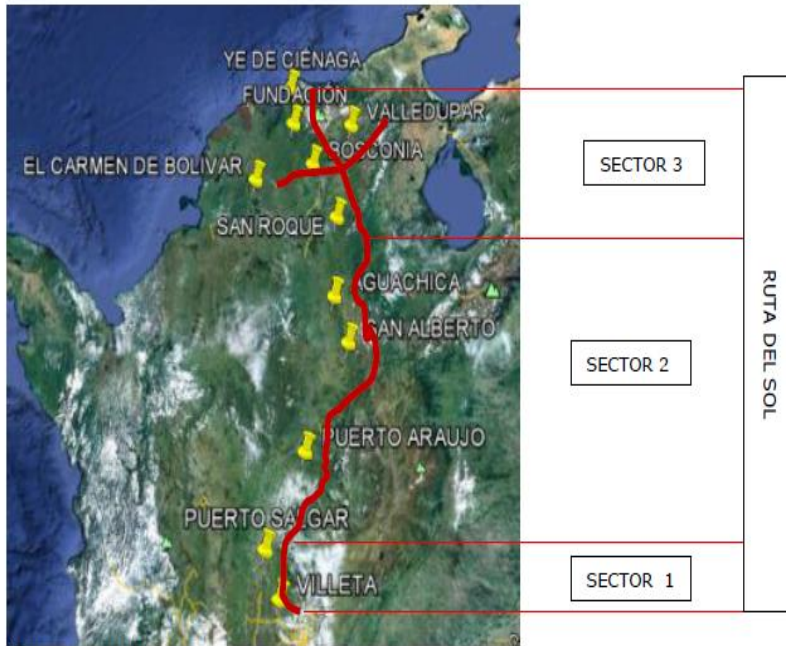 YE DE CIÉNAGA
FUNDACIÓN
VALLEDUPAR
BOSCONIA
EL CARMEN DE BOLIVAR
SAN ROQUE
AGUACHICA
SAN ALBERTO
PUERTO ARAUJO
PUERTO SALGAR
VILLETA
SECTOR 3
SECTOR 2
SECTOR 1
RUTA DEL SOL